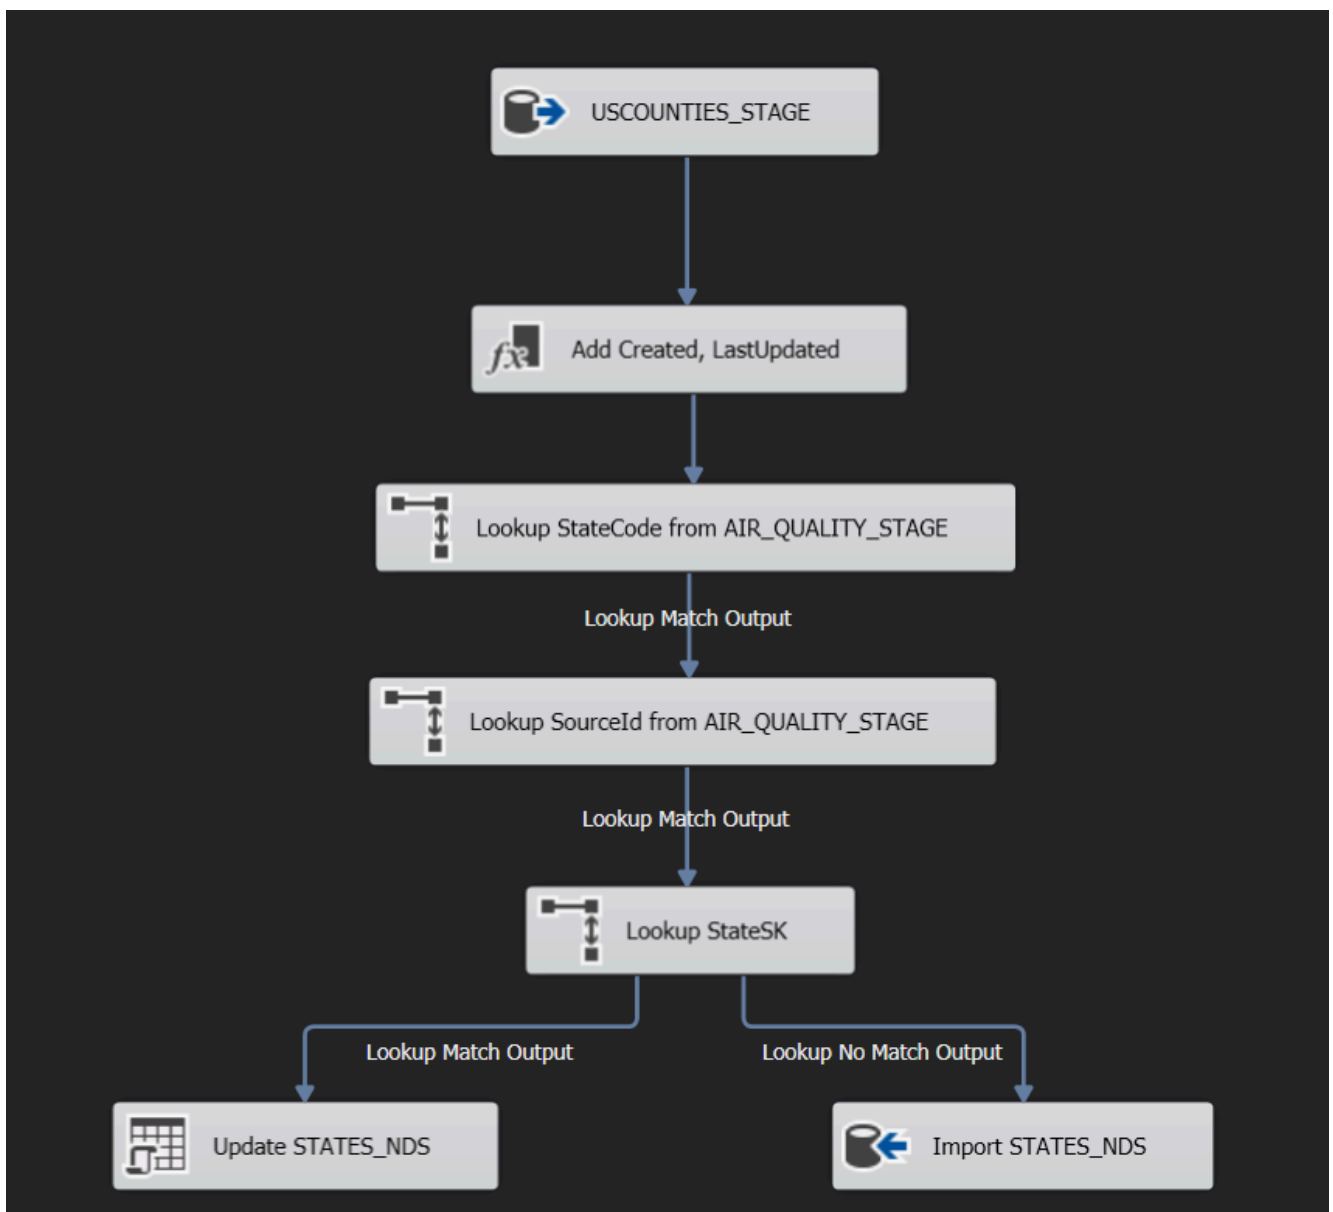 USCOUNTIES_STAGE
fx
Add Created, LastUpdated
Lookup StateCode from AIR_QUALITY_STAGE
Lookup Match Output
Lookup SourceId from AIR_QUALITY_STAGE
Lookup Match Output
Lookup StateSK
Lookup Match Output
Lookup No Match Output
Update STATES_NDS
Import STATES_NDS